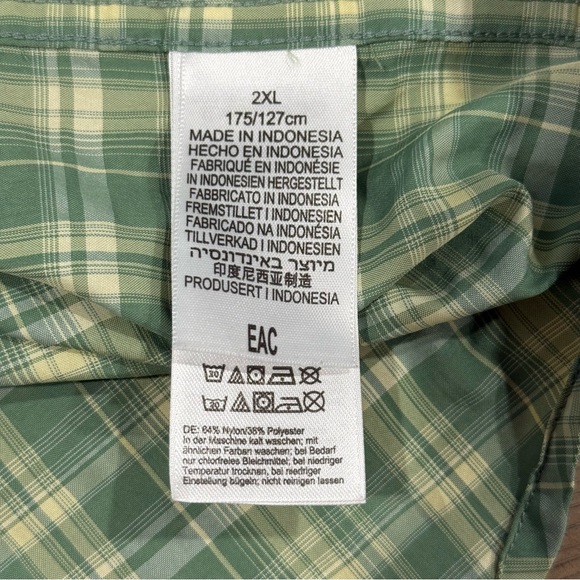 2XL
175/127cm
MADE IN INDONESIA
HECHO EN INDONESIA
FABRIQUÉ EN INDONÉSIE
IN INDONESIEN HERGESTELLT
FABBRICATO IN INDONESIA
FREMSTILLET I INDONESIEN
FABRICADO NA INDONÉSIA
TILLVERKAD I INDONESIEN
מיוצר באינדונסיה
印度尼西亚制造
PRODUSERT I INDONESIA
EAC
30
30
DE: 64% Nylon/36% Polyester
In der Maschine kalt waschen; mit
ähnlichen Farben waschen; bei Bedarf
nur chlorfreies Bleichmittel; bei niedriger
Temperatur trocknen, bei niedriger
Einstellung bügeln; nicht reinigen lassen